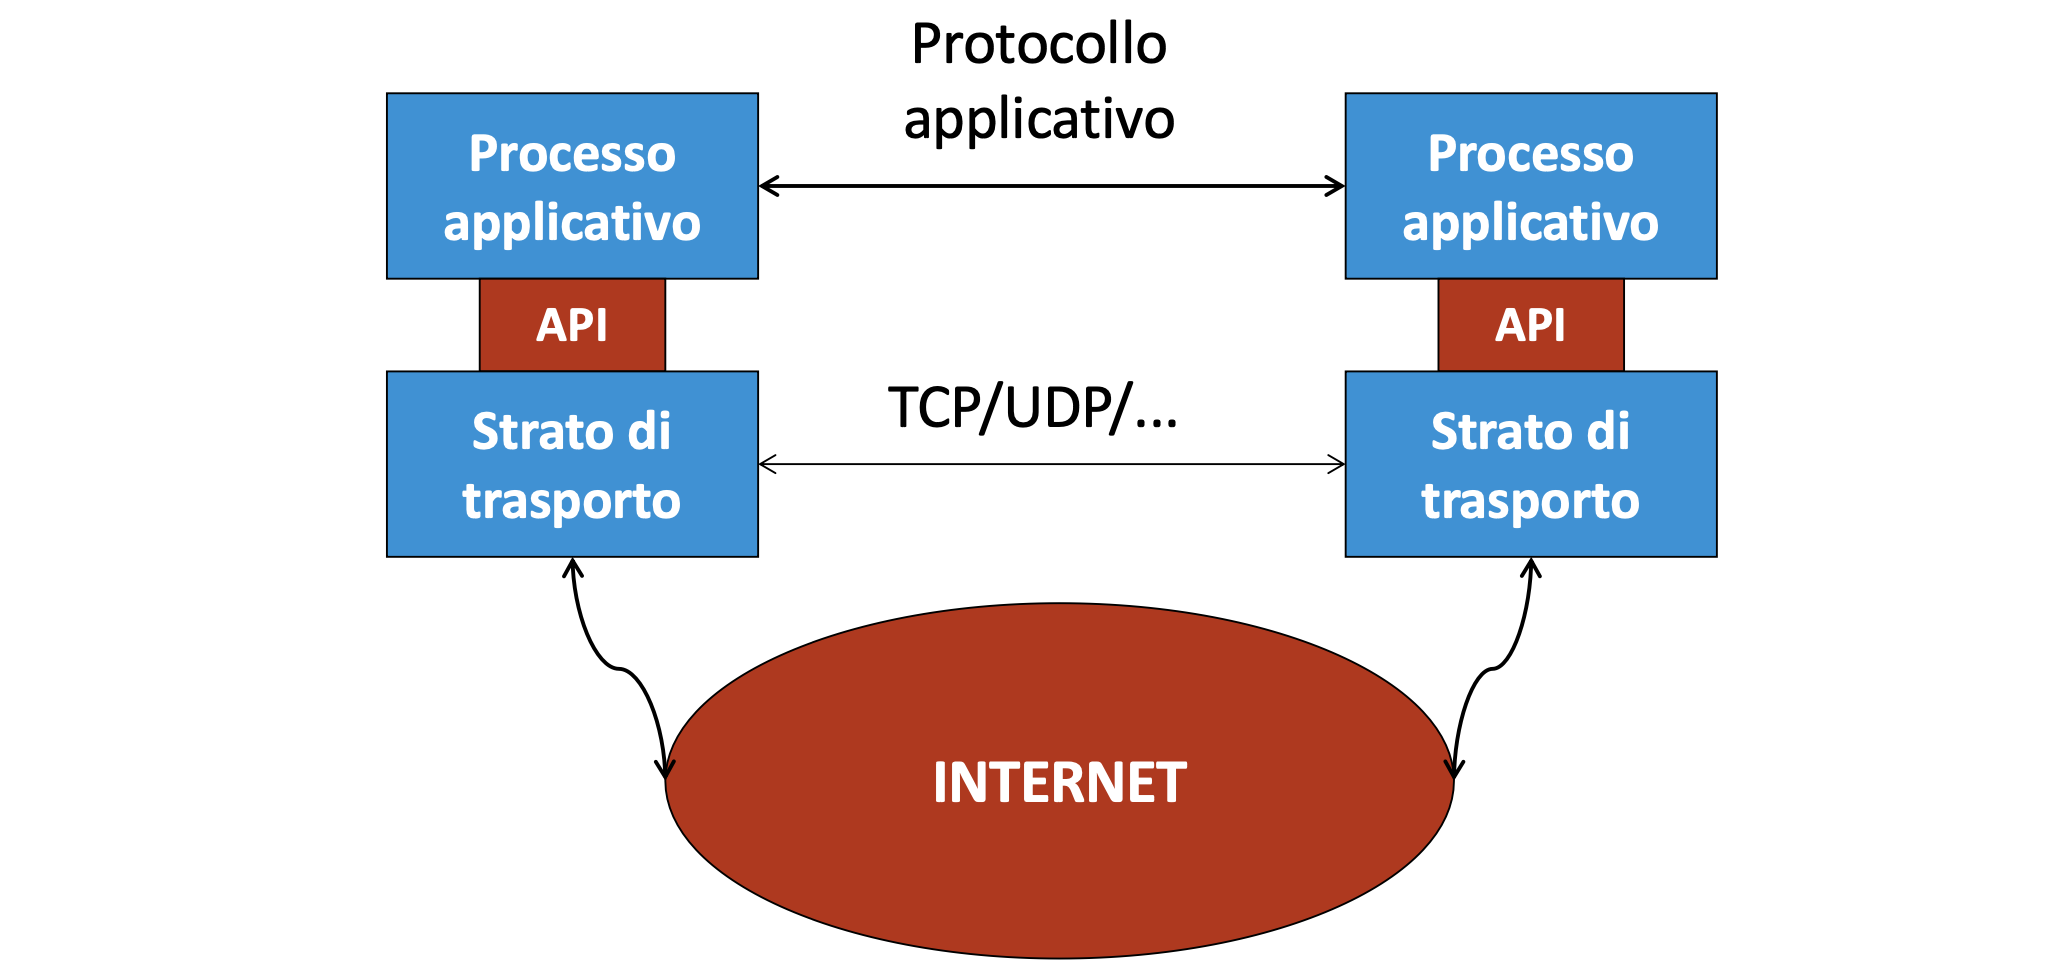 Protocollo
applicativo
Processo
applicativo
Processo
applicativo
API
API
TCP/UDP/...
Strato di
trasporto
Strato di
trasporto
INTERNET